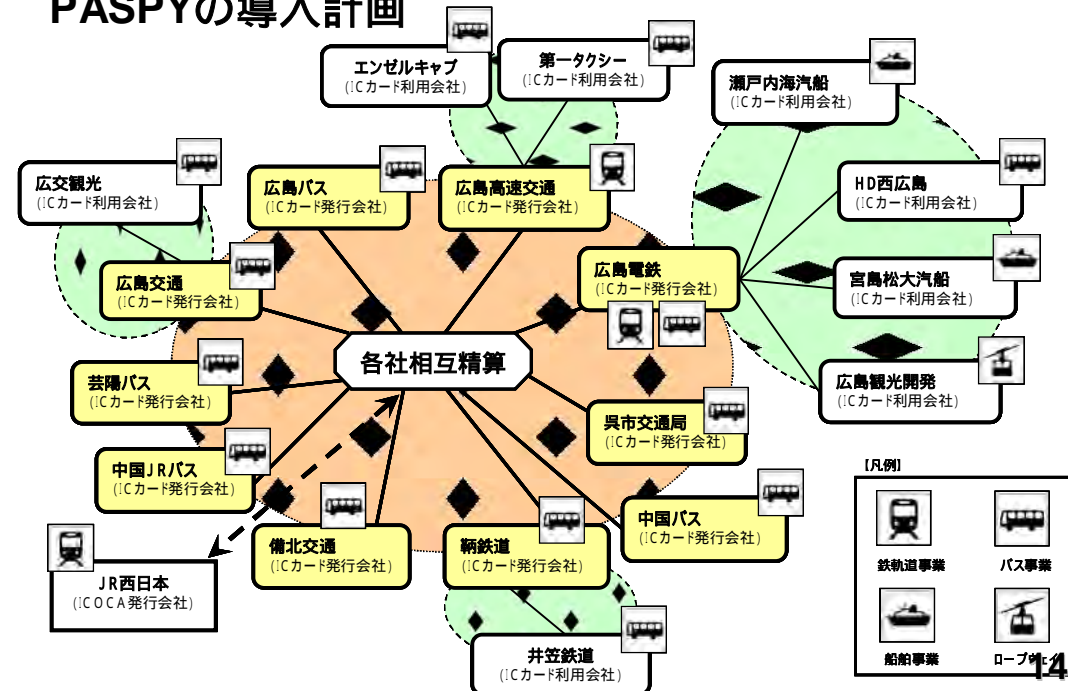 PASPYの導入計画
エンゼルキャブ
(ICカード利用会社)
第一タクシー
(ICカード利用会社)
瀬戸内海汽船
(ICカード利用会社)
広交観光
(ICカード利用会社)
広島バス
(ICカード発行会社)
広島高速交通
(ICカード発行会社)
HD西広島
(ICカード利用会社)
広島交通
(ICカード発行会社)
広島電鉄
(ICカード発行会社)
宮島松大汽船
(ICカード利用会社)
各社相互精算
芸陽バス
(ICカード発行会社)
広島観光開発
(ICカード利用会社)
呉市交通局
(ICカード発行会社)
中国JRバス
(ICカード発行会社)
中国バス
(ICカード発行会社)
備北交通
(ICカード発行会社)
鞆鉄道
(ICカード発行会社)
JR西日本
(ICOCA発行会社)
井笠鉄道
(ICカード利用会社)
[凡例]
鉄軌道事業
バス事業
船舶事業
ロープウェイ
14